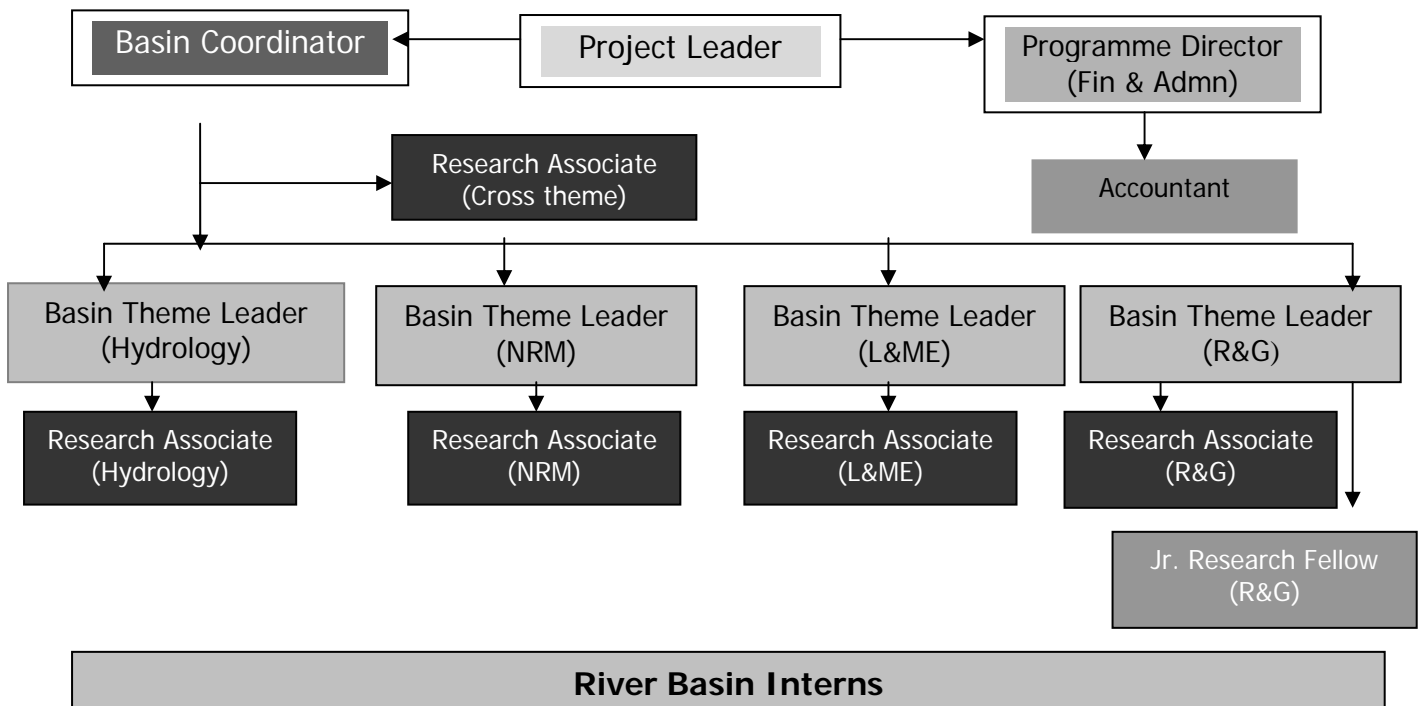 Basin Coordinator
Project Leader
Programme Director
(Fin & Admn)
Research Associate
(Cross theme)
Accountant
Basin Theme Leader
(Hydrology)
Basin Theme Leader
(NRM)
Basin Theme Leader
(L&ME)
Basin Theme Leader
(R&G)
Research Associate
(Hydrology)
Research Associate
(NRM)
Research Associate
(L&ME)
Research Associate
(R&G)
Jr. Research Fellow
(R&G)
River Basin Interns